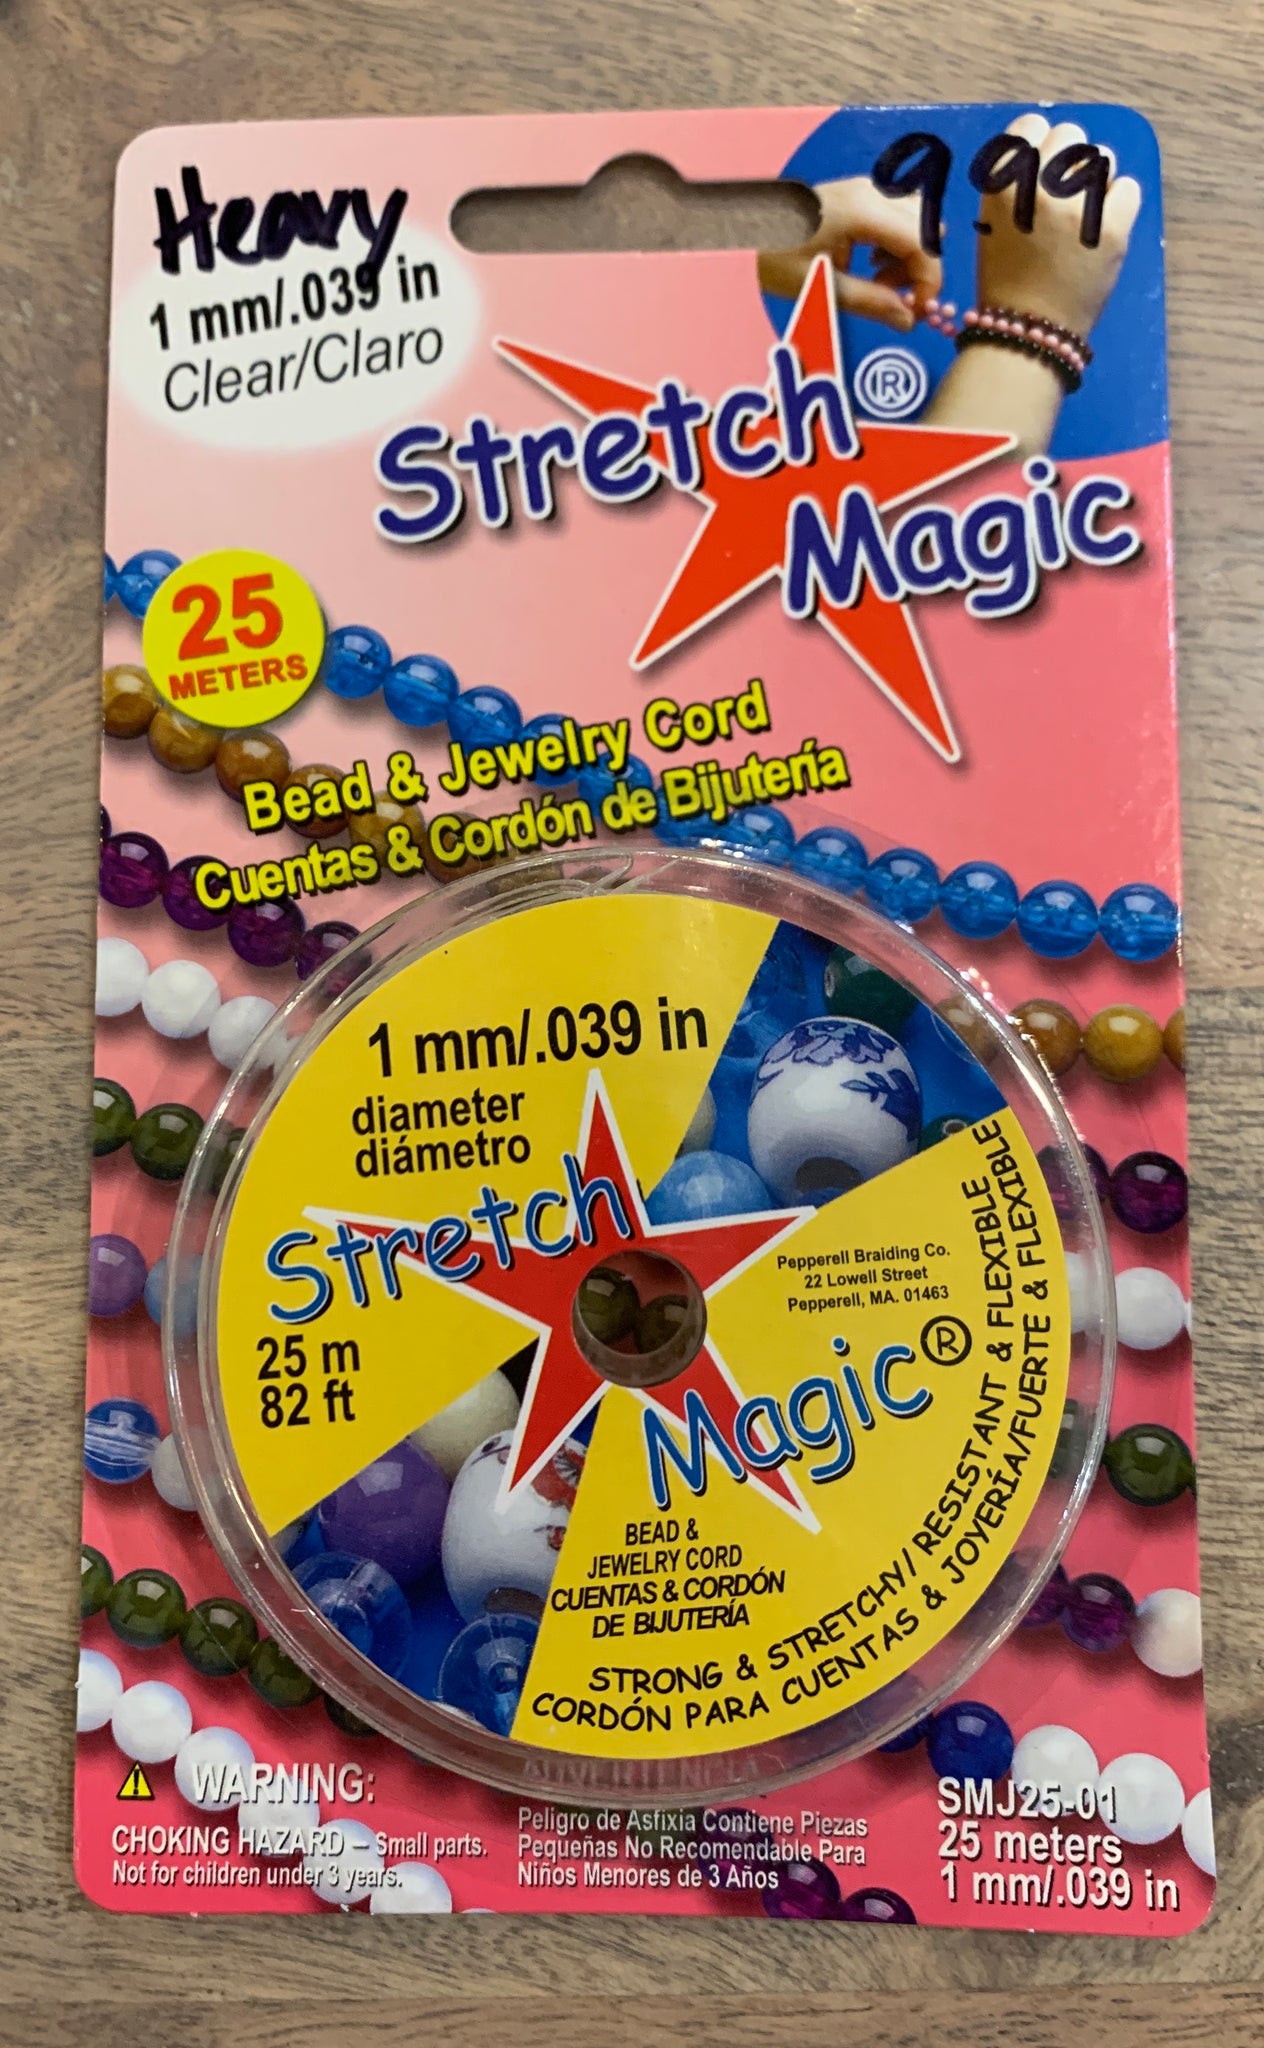 Heavy
9.99
1 mm/.039 in
Clear/Claro
Stretch®
Magic
25
METERS
Bead & Jewelry Cord
Cuentas & Cordón de Bijutería
1 mm/.039 in
diameter
diámetro
Stretch
Magic®
25 m
82 ft
Pepperell Braiding Co.
22 Lowell Street
Pepperell, MA. 01463
BEAD &
JEWELRY CORD
CUENTAS & CORDÓN
DE BIJUTERÍA
STRONG & STRETCHY/ RESISTANT & FLEXIBLE
CORDÓN PARA CUENTAS & JOYERÍA/FUERTE & FLEXIBLE
WARNING:
CHOKING HAZARD – Small parts.
Not for children under 3 years.
Peligro de Asfixia Contiene Piezas
Pequeñas No Recomendable Para
Niños Menores de 3 Años
SMJ25-01
25 meters
1 mm/.039 in